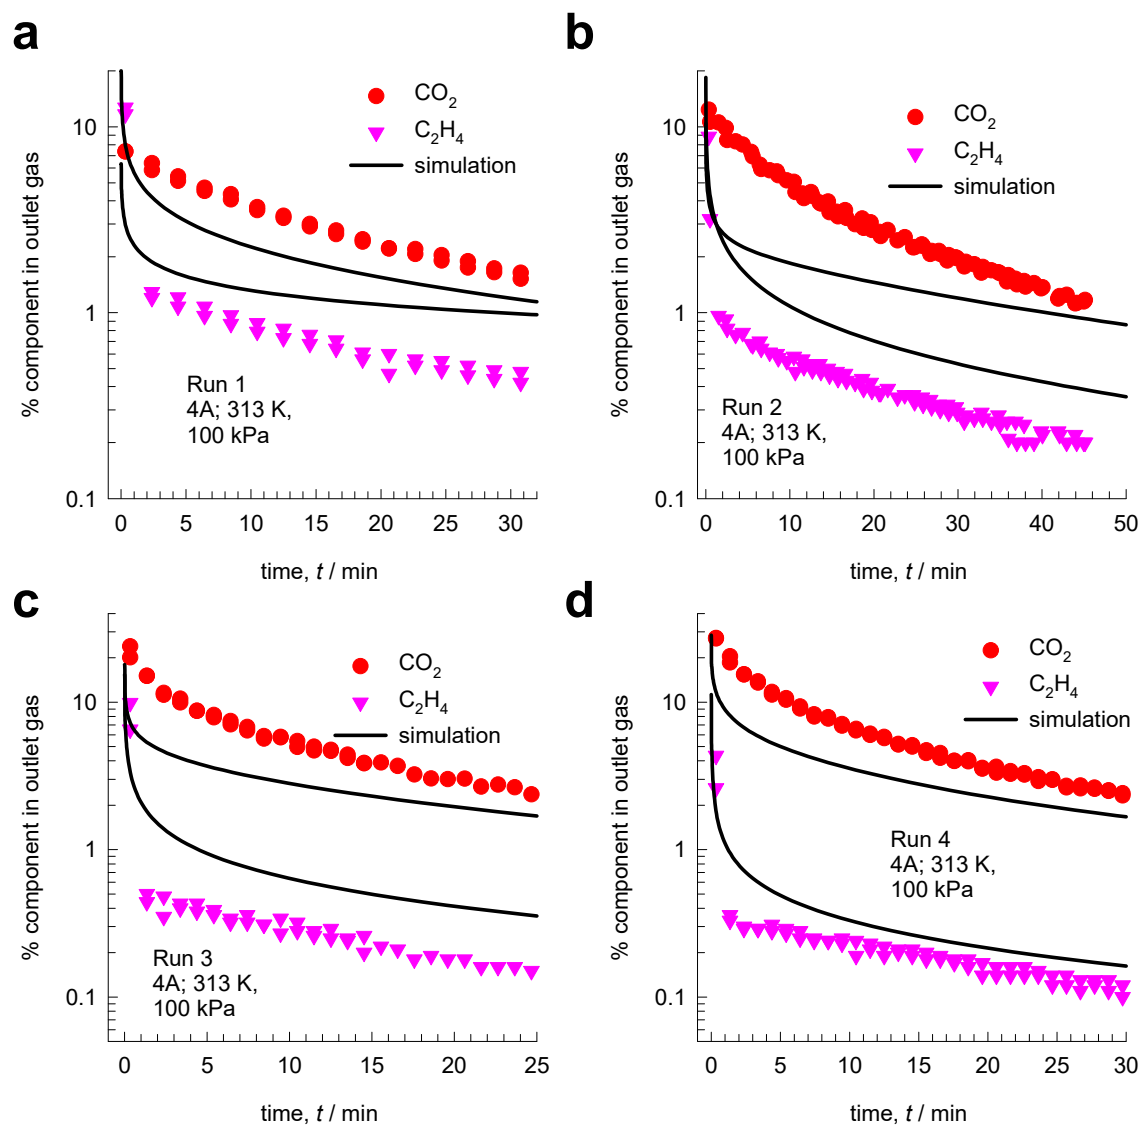 a
% component in outlet gas
10
1
0.1
CO2
C2H4
simulation
Run 1
4A; 313 K,
100 kPa
0 5 10 15 20 25 30
time, t / min
b
% component in outlet gas
10
1
0.1
CO2
C2H4
simulation
Run 2
4A; 313 K,
100 kPa
0 10 20 30 40 50
time, t / min
c
% component in outlet gas
10
1
0.1
CO2
C2H4
simulation
Run 3
4A; 313 K,
100 kPa
0 5 10 15 20 25
time, t / min
d
% component in outlet gas
10
1
0.1
CO2
C2H4
simulation
Run 4
4A; 313 K,
100 kPa
0 10 20 30
time, t / min